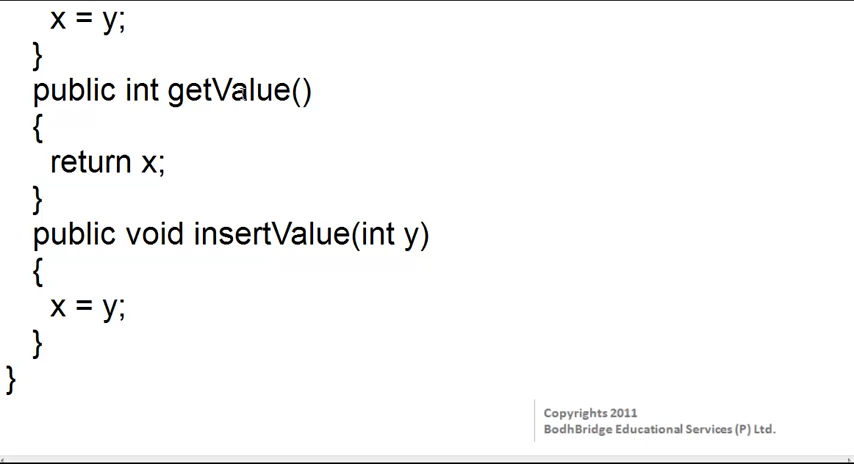 x = y;
}
public int getValue()
{
return x;
}
public void insertValue(int y)
{
x = y;
}
}
Copyrights 2011
BodhBridge Educational Services (P) Ltd.